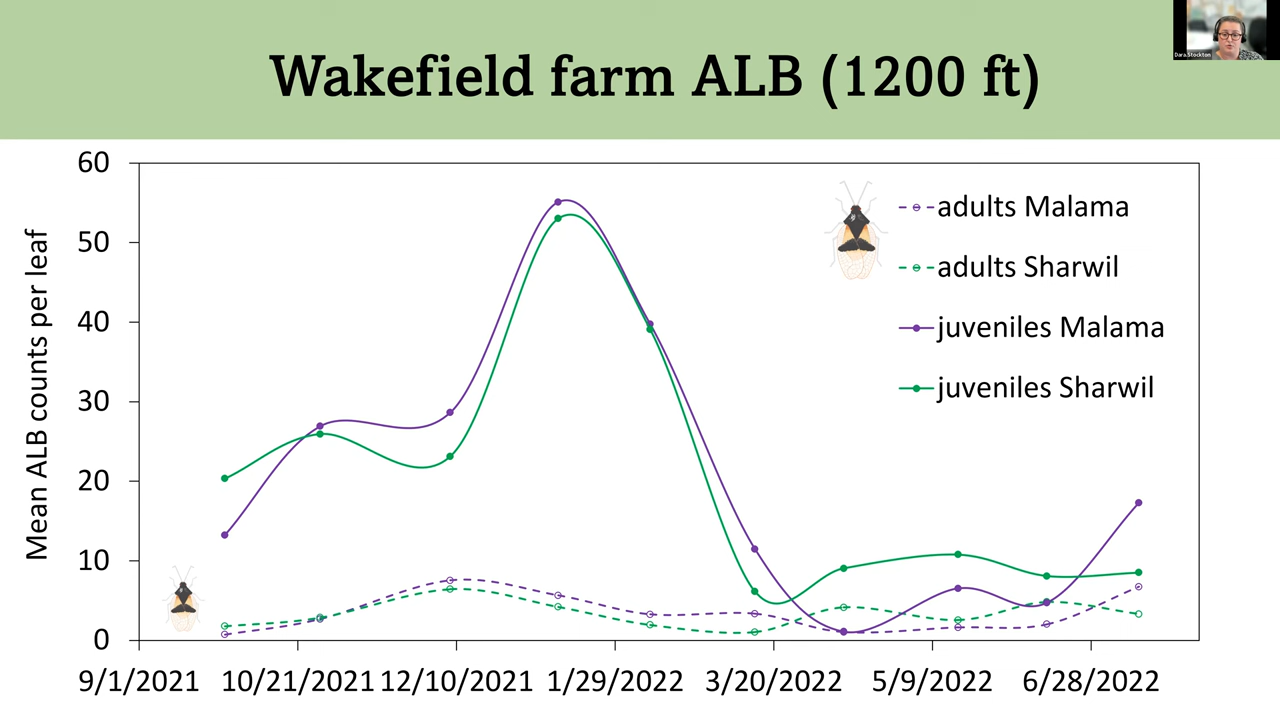 Wakefield farm ALB (1200 ft)
Dara.Stockton
60
50
40
30
20
10
0
Mean ALB counts per leaf
adults Malama
adults Sharwil
juveniles Malama
juveniles Sharwil
9/1/2021 10/21/2021 12/10/2021 1/29/2022 3/20/2022 5/9/2022 6/28/2022